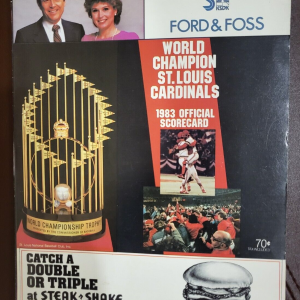 KSDK
FORD & FOSS
WORLD
CHAMPION
ST. LOUIS
CARDINALS
1983 OFFICIAL
SCORECARD
WORLD CHAMPIONSHIP TROPHY
70¢
CATCH A
DOUBLE
OR TRIPLE
at STEAK n SHAKE